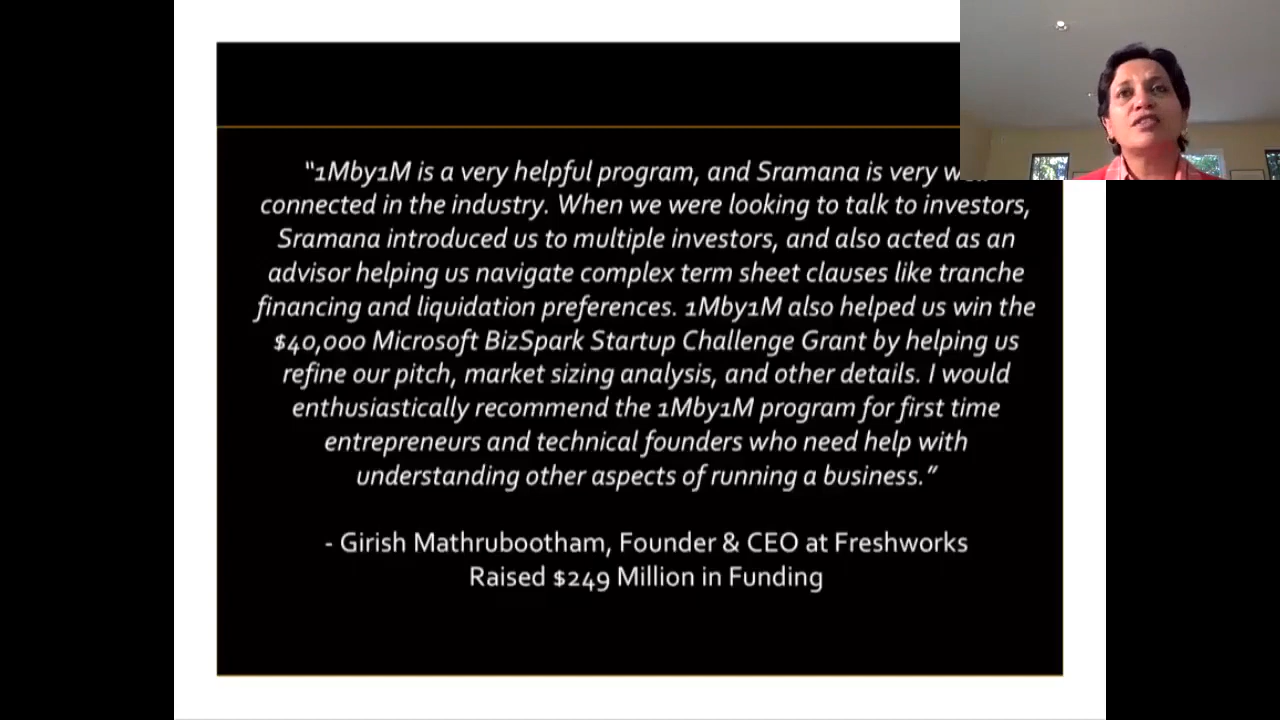 “1Mby1M is a very helpful program, and Sramana is very
connected in the industry. When we were looking to talk to investors,
Sramana introduced us to multiple investors, and also acted as an
advisor helping us navigate complex term sheet clauses like tranche
financing and liquidation preferences. 1Mby1M also helped us win the
$40,000 Microsoft BizSpark Startup Challenge Grant by helping us
refine our pitch, market sizing analysis, and other details. I would
enthusiastically recommend the 1Mby1M program for first time
entrepreneurs and technical founders who need help with
understanding other aspects of running a business.”
- Girish Mathrubootham, Founder & CEO at Freshworks
Raised $249 Million in Funding